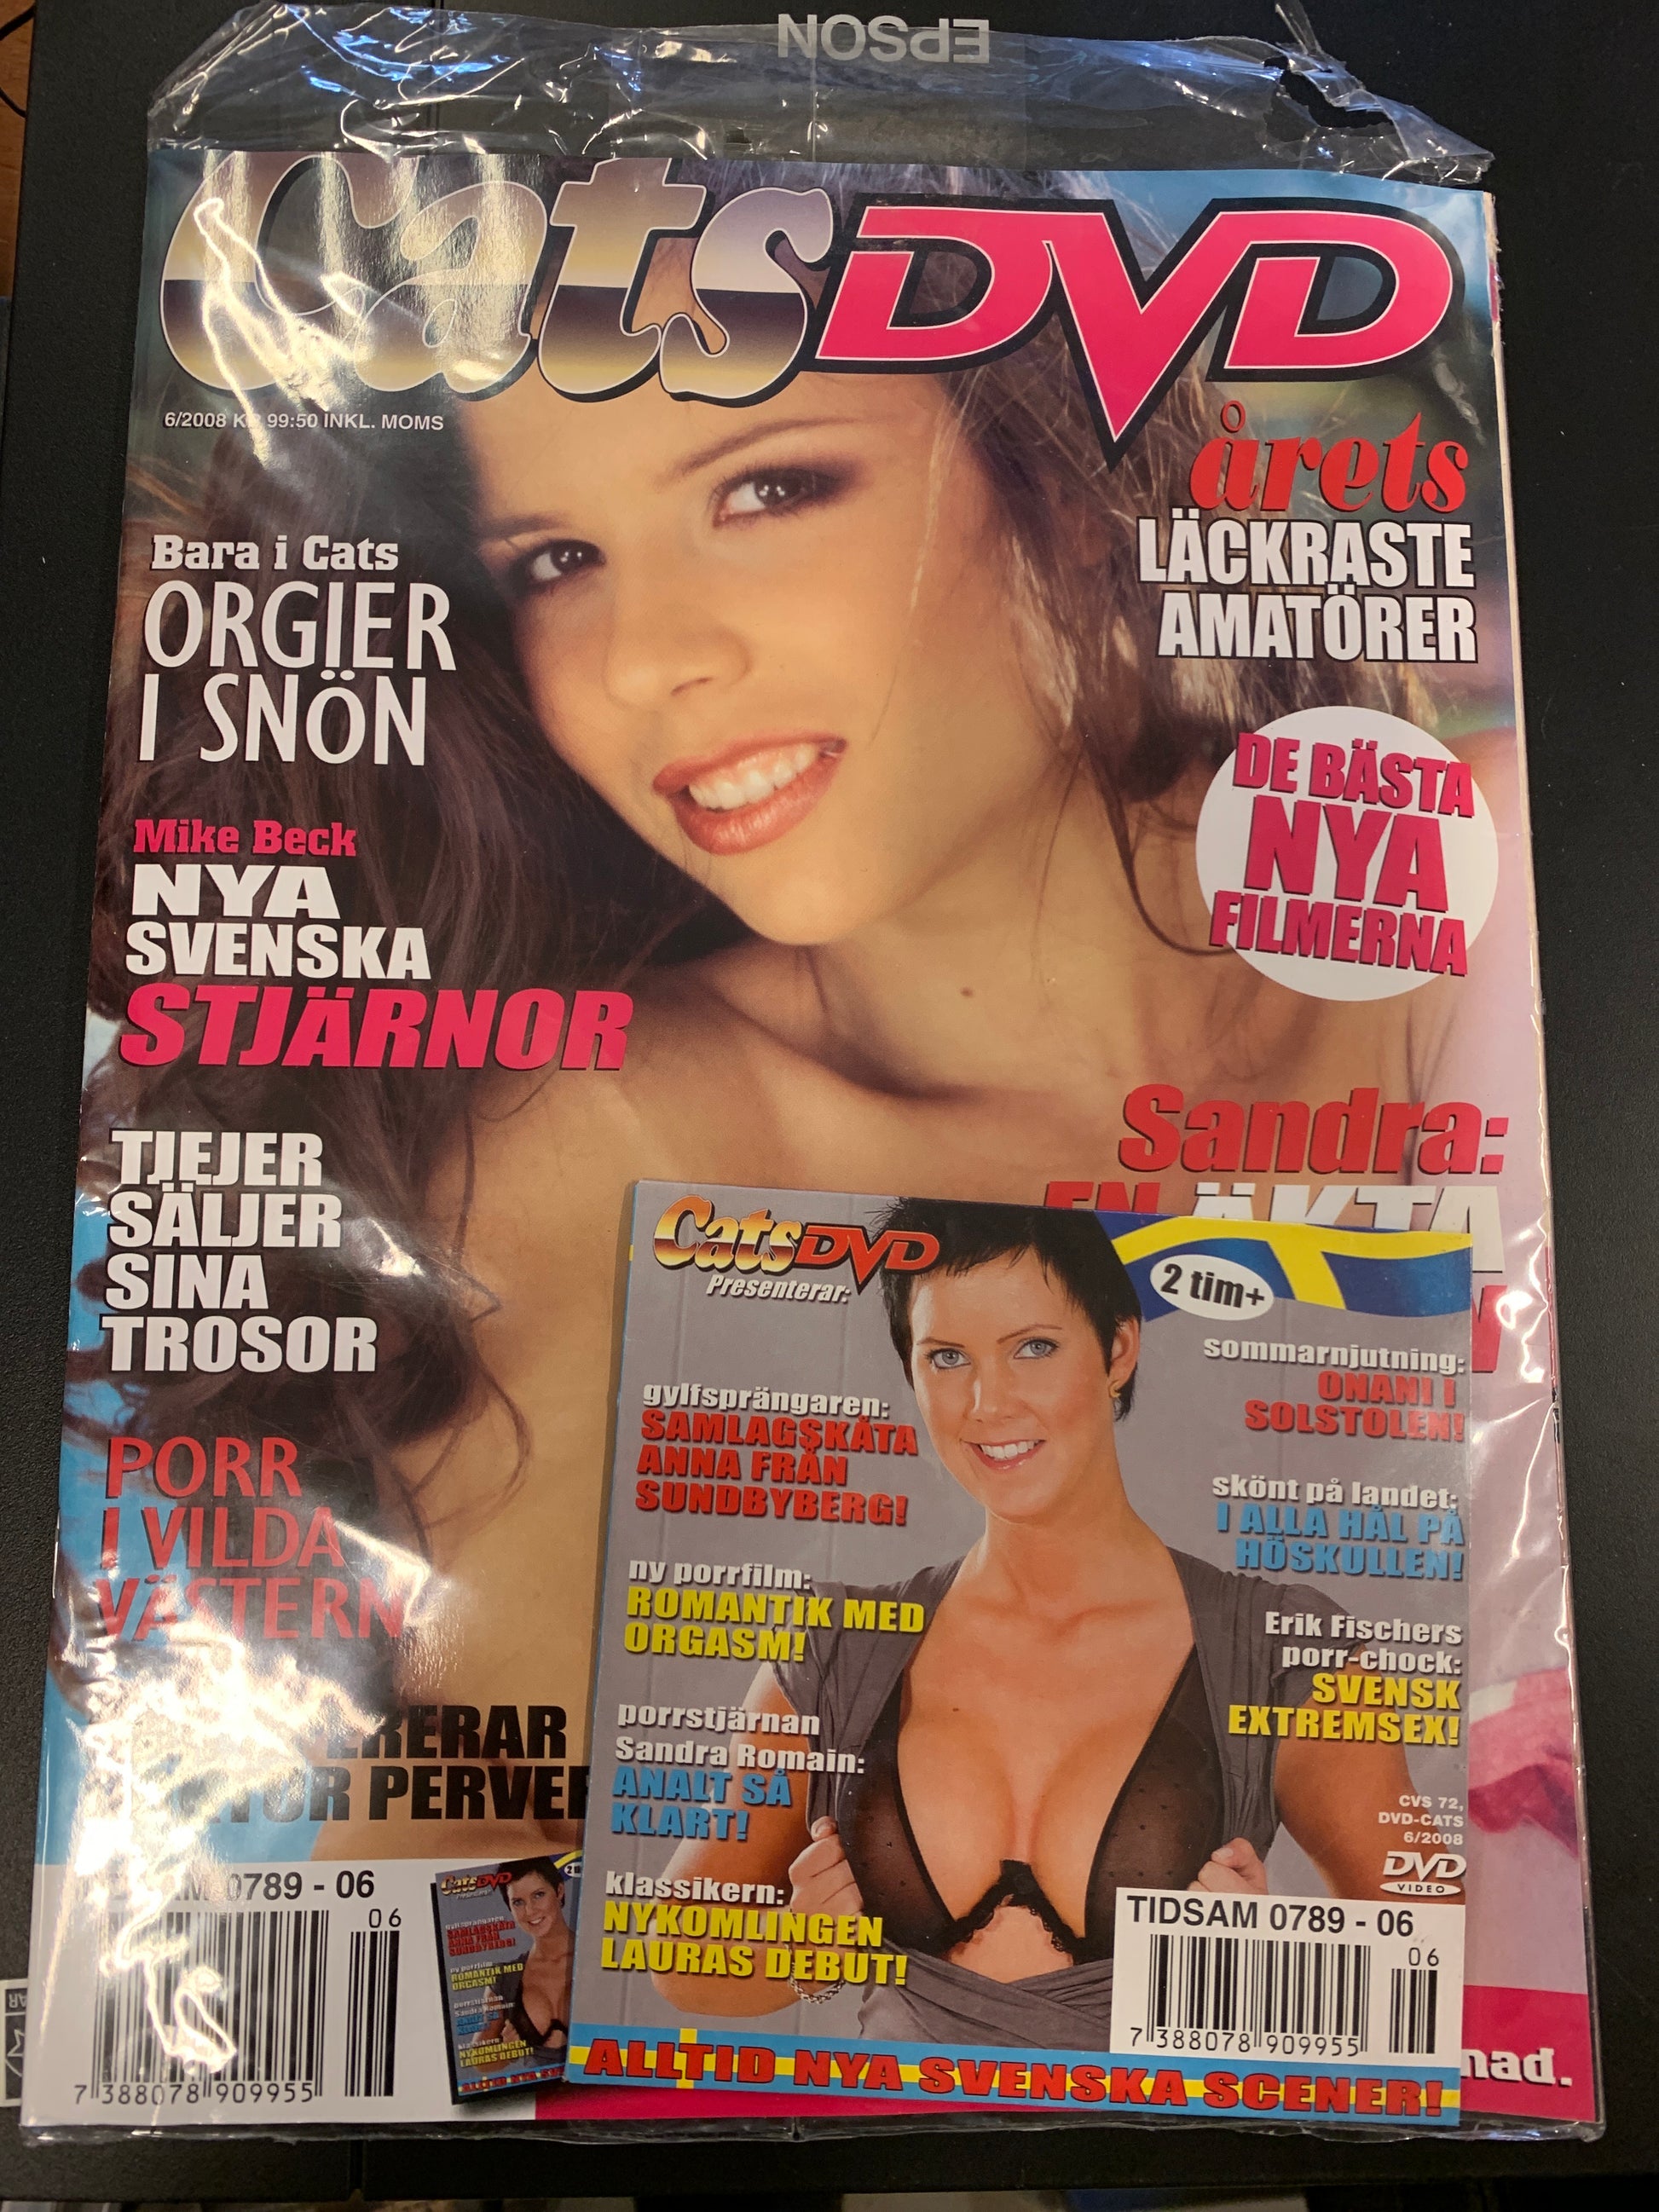 EPSON
Cats DVD
6/2008 KR 99:50 INKL. MOMS
årets
LÄCKRASTE
AMATÖRER
Bara i Cats
ORGIER
I SNÖN
DE BÄSTA
NYA
FILMERNA
Mike Beck
NYA
SVENSKA
STJÄRNOR
Sandra:
EN ÄKTA
TJEJER
SÄLJER
SINA
TROSOR
PORR
I VILDA
VÄSTERN
TIDSAM 0789 - 06
06
7 388078 909955
nad.
Cats DVD
Presenterar:
2 tim+
gylfsprängaren:
SAMLAGSKÅTA
ANNA FRÅN
SUNDBYBERG!
ny porrfilm:
ROMANTIK MED
ORGASM!
porrstjärnan
Sandra Romain:
ANALT SÅ
KLART!
klassikern:
NYKOMLINGEN
LAURAS DEBUT!
sommarnjutning:
ONANI I
SOLSTOLEN!
skönt på landet:
I ALLA HÅL PÅ
HÖSKULLEN!
Erik Fischers
porr-chock:
SVENSK
EXTREMSEX!
CVS 72,
DVD-CATS
6/2008
DVD
VIDEO
TIDSAM 0789 - 06
06
7 388078 909955
ALLTID NYA SVENSKA SCENER!